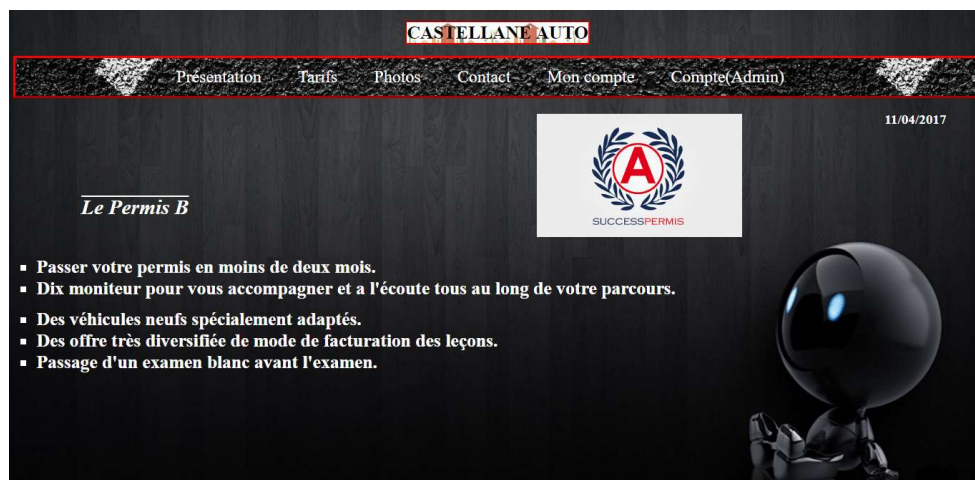 CASTELLANE AUTO
Présentation Tarifs Photos Contact Mon compte Compte(Admin)
11/04/2017
A
SUCCESSPERMIS
Le Permis B
Passer votre permis en moins de deux mois.
Dix moniteur pour vous accompagner et a l'écoute tous au long de votre parcours.
Des véhicules neufs spécialement adaptés.
Des offre très diversifiée de mode de facturation des leçons.
Passage d'un examen blanc avant l'examen.